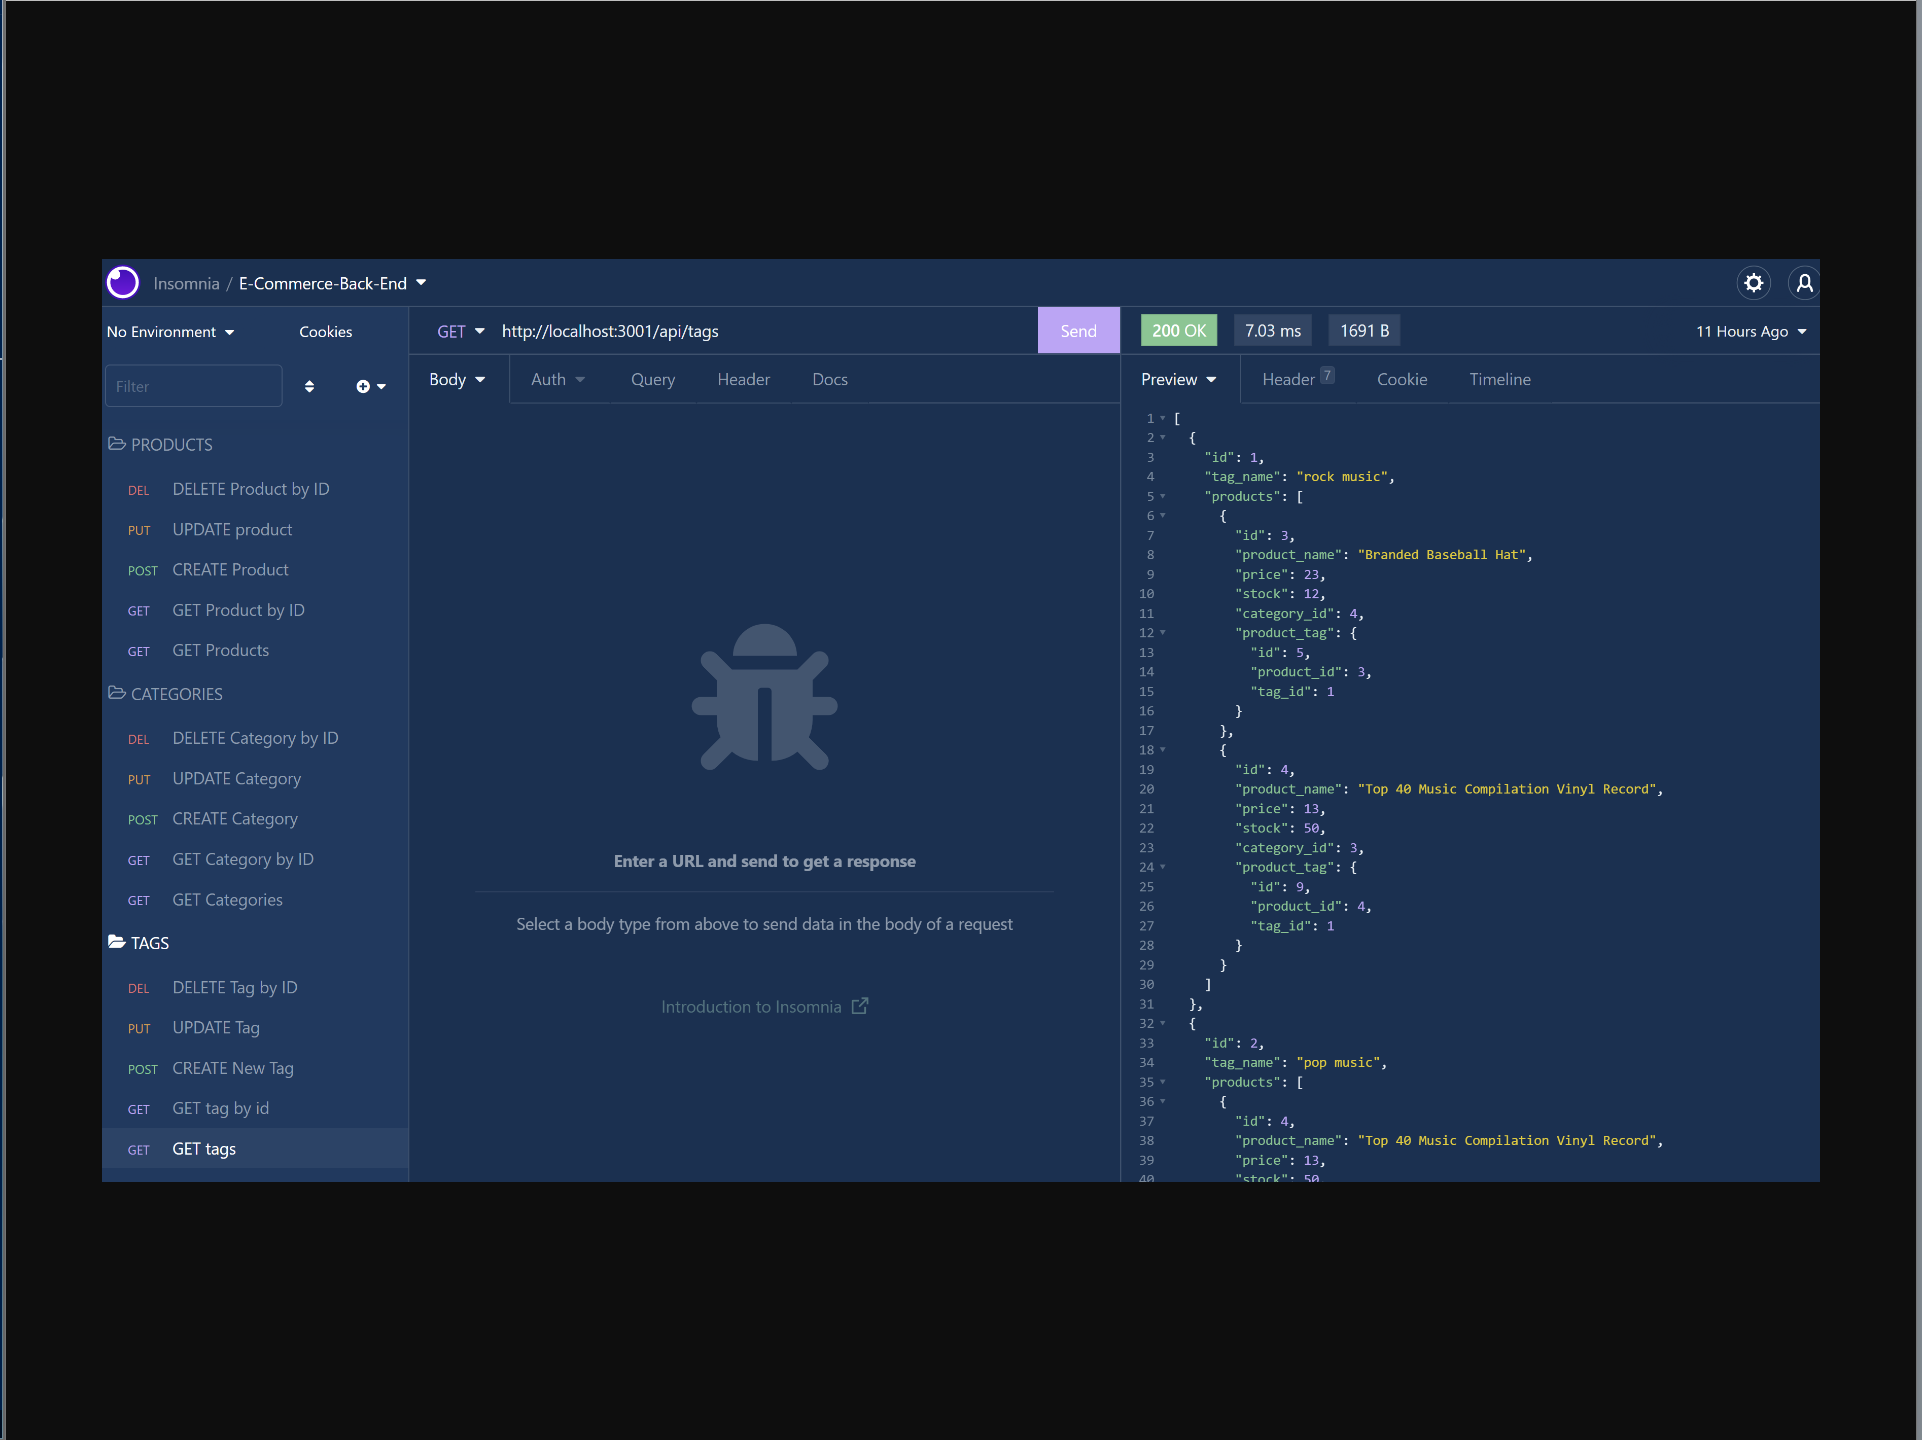 Insomnia / E-Commerce-Back-End
No Environment
Cookies
Filter
PRODUCTS
DEL DELETE Product by ID
PUT UPDATE product
POST CREATE Product
GET GET Product by ID
GET GET Products
CATEGORIES
DEL DELETE Category by ID
PUT UPDATE Category
POST CREATE Category
GET GET Category by ID
GET GET Categories
TAGS
DEL DELETE Tag by ID
PUT UPDATE Tag
POST CREATE New Tag
GET GET tag by id
GET GET tags
GET http://localhost:3001/api/tags Send
Body Auth Query Header Docs
Enter a URL and send to get a response
Select a body type from above to send data in the body of a request
Introduction to Insomnia
200 OK 7.03 ms 1691 B 11 Hours Ago
Preview Header 7 Cookie Timeline
1 [
2 {
3 "id": 1,
4 "tag_name": "rock music",
5 "products": [
6 {
7 "id": 3,
8 "product_name": "Branded Baseball Hat",
9 "price": 23,
10 "stock": 12,
11 "category_id": 4,
12 "product_tag": {
13 "id": 5,
14 "product_id": 3,
15 "tag_id": 1
16 }
17 },
18 {
19 "id": 4,
20 "product_name": "Top 40 Music Compilation Vinyl Record",
21 "price": 13,
22 "stock": 50,
23 "category_id": 3,
24 "product_tag": {
25 "id": 9,
26 "product_id": 4,
27 "tag_id": 1
28 }
29 }
30 ]
31 },
32 {
33 "id": 2,
34 "tag_name": "pop music",
35 "products": [
36 {
37 "id": 4,
38 "product_name": "Top 40 Music Compilation Vinyl Record",
39 "price": 13,
40 "stock": 50